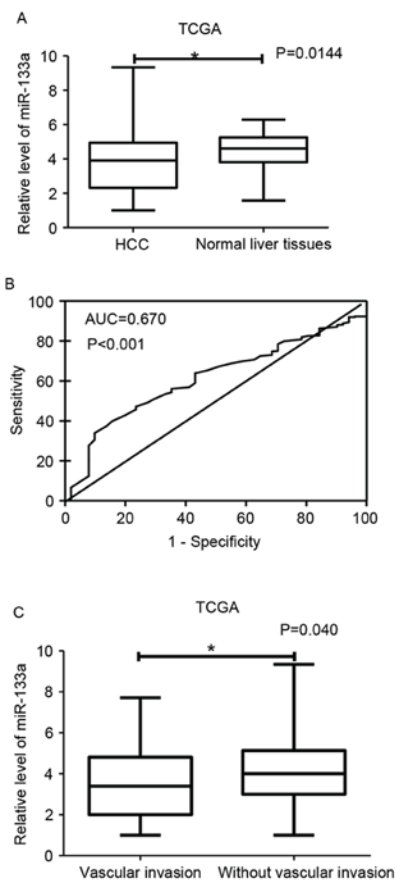 A
TCGA
*
P=0.0144
Relative level of miR-133a
10
8
6
4
2
0
HCC
Normal liver tissues
B
AUC=0.670
P<0.001
Sensitivity
100
80
60
40
20
0
0
20
40
60
80
100
1 - Specificity
C
TCGA
P=0.040
*
Relative level of miR-133a
10
8
6
4
2
0
Vascular invasion
Without vascular invasion